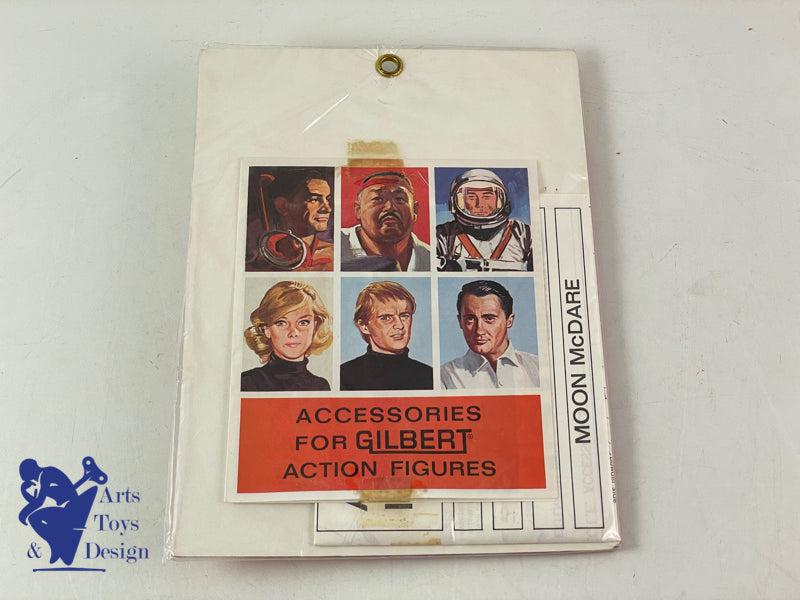 ACCESSORIES
FOR GILBERT®
ACTION FIGURES
MOON McDARE
Arts
Toys
& Design